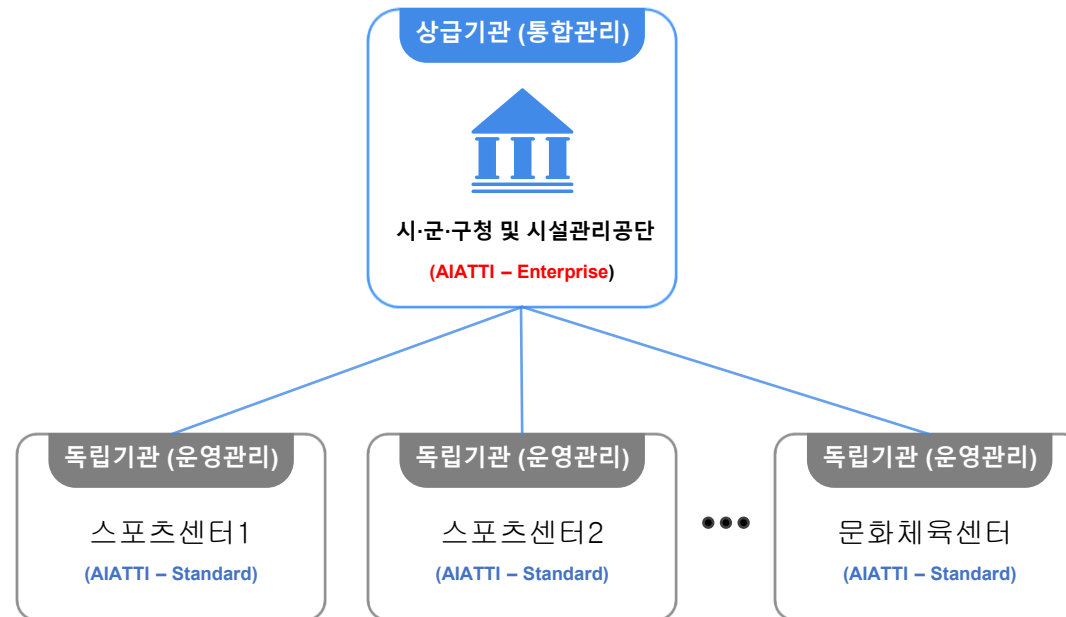 상급기관 (통합관리)
시·군·구청 및 시설관리공단
(AIATTI – Enterprise)
독립기관 (운영관리)
스포츠센터1
(AIATTI – Standard)
독립기관 (운영관리)
스포츠센터2
(AIATTI – Standard)
독립기관 (운영관리)
문화체육센터
(AIATTI – Standard)